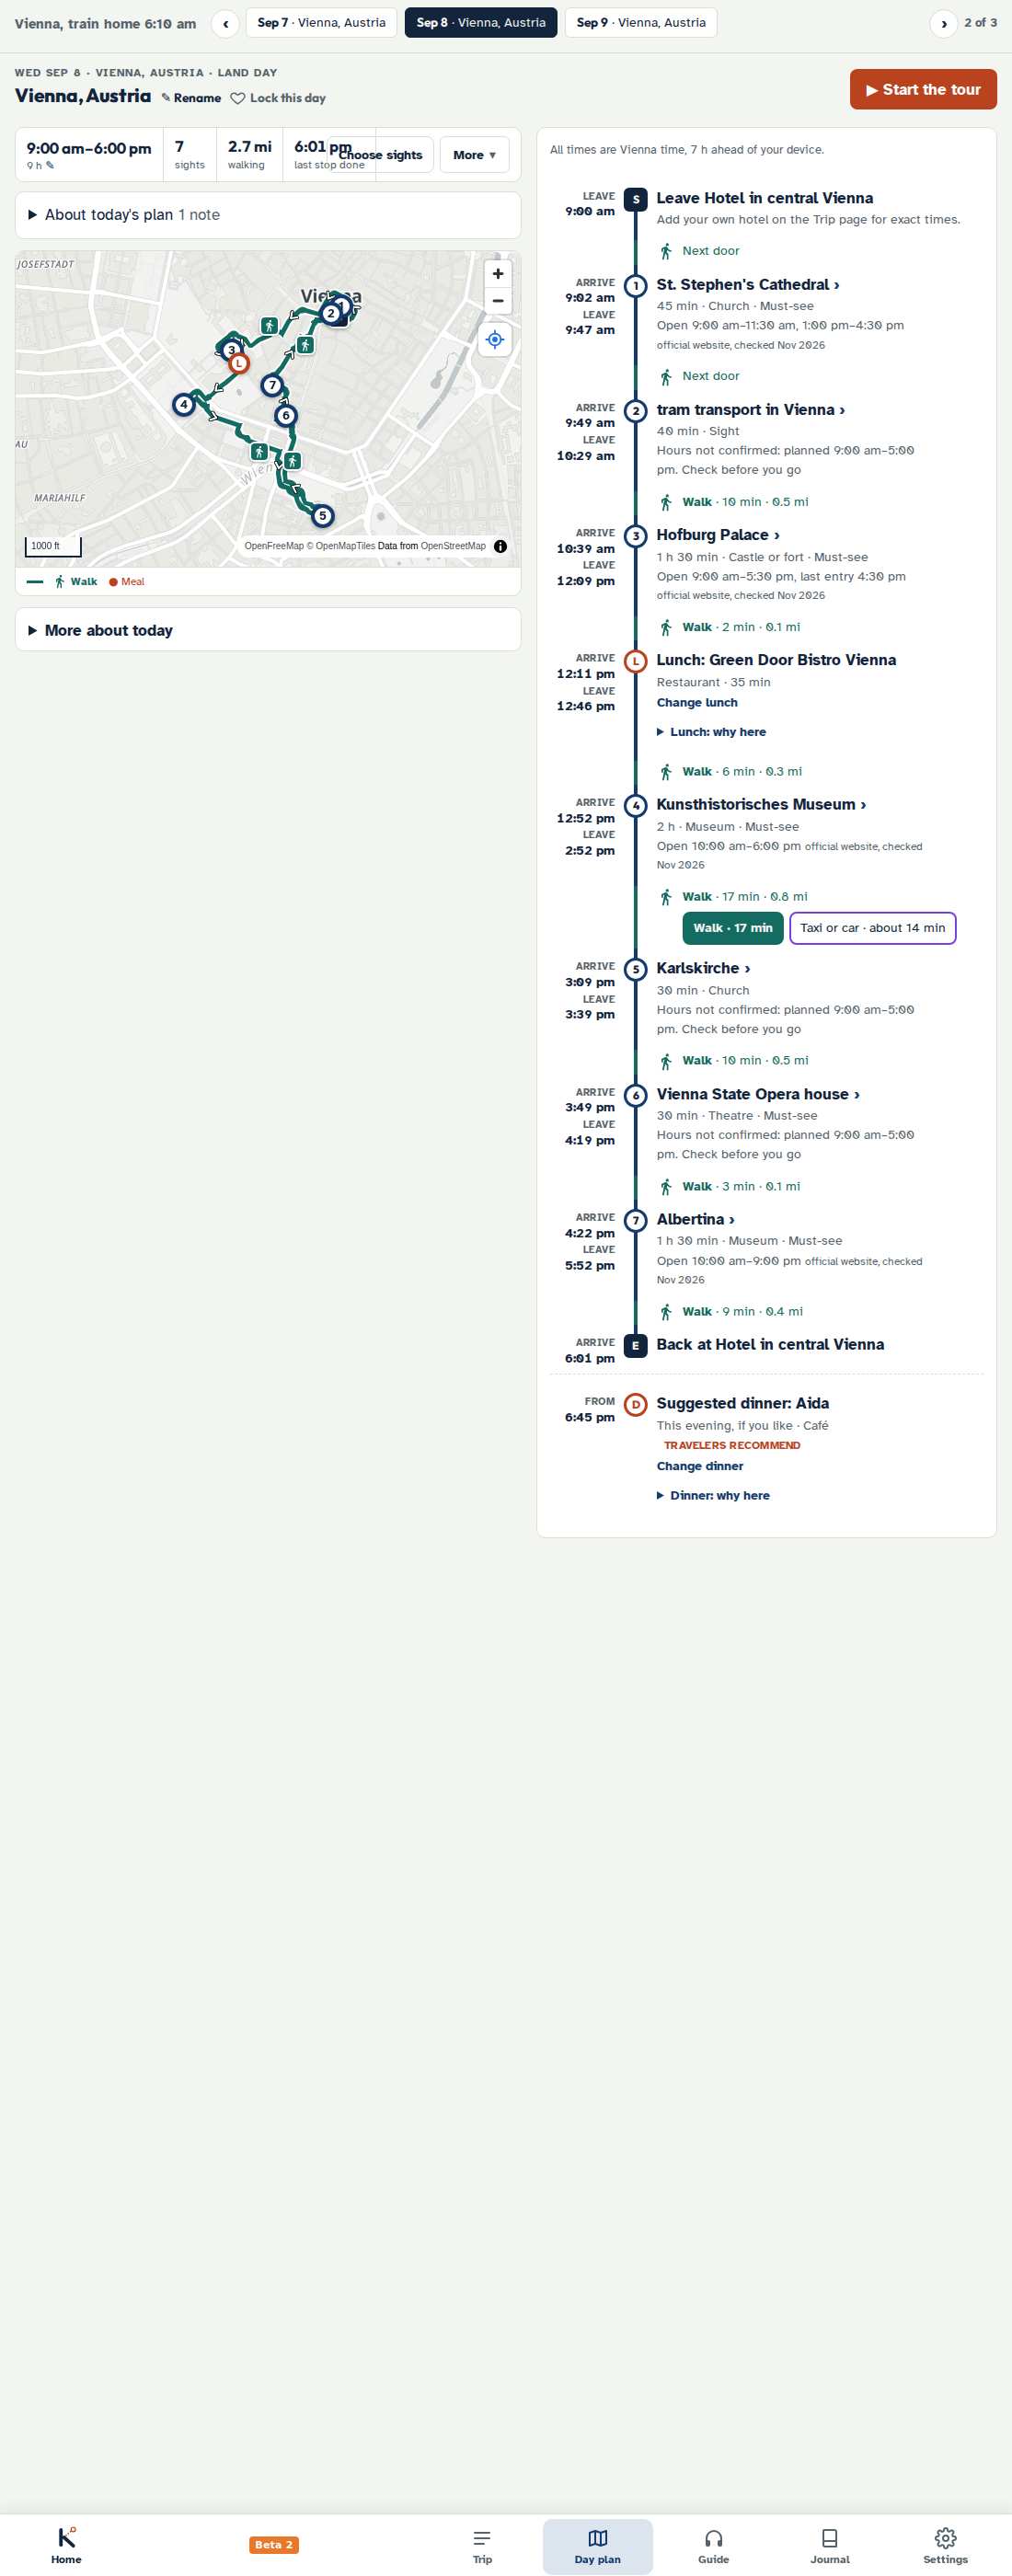 Vienna, train home 6:10 am
‹
Sep 7 · Vienna, Austria
Sep 8 · Vienna, Austria
Sep 9 · Vienna, Austria
›
2 of 3
WED SEP 8 · VIENNA, AUSTRIA · LAND DAY
Vienna, Austria
✎ Rename
Lock this day
▶ Start the tour
9:00 am–6:00 pm
9 h ✎
7
sights
2.7 mi
walking
6:01 pm
last stop done
Choose sights
More ▾
▶ About today's plan 1 note
JOSEFSTADT
Vienna
1
2
3
L
4
7
6
5
AU
MARIAHILF
Wien
+
−
1000 ft
OpenFreeMap © OpenMapTiles Data from OpenStreetMap
Walk
Meal
▶ More about today
All times are Vienna time, 7 h ahead of your device.
LEAVE
9:00 am
S
Leave Hotel in central Vienna
Add your own hotel on the Trip page for exact times.
Next door
ARRIVE
9:02 am
LEAVE
9:47 am
1
St. Stephen's Cathedral ›
45 min · Church · Must-see
Open 9:00 am–11:30 am, 1:00 pm–4:30 pm
official website, checked Nov 2026
Next door
ARRIVE
9:49 am
LEAVE
10:29 am
2
tram transport in Vienna ›
40 min · Sight
Hours not confirmed: planned 9:00 am–5:00
pm. Check before you go
Walk · 10 min · 0.5 mi
ARRIVE
10:39 am
LEAVE
12:09 pm
3
Hofburg Palace ›
1 h 30 min · Castle or fort · Must-see
Open 9:00 am–5:30 pm, last entry 4:30 pm
official website, checked Nov 2026
Walk · 2 min · 0.1 mi
ARRIVE
12:11 pm
LEAVE
12:46 pm
L
Lunch: Green Door Bistro Vienna
Restaurant · 35 min
Change lunch
▶ Lunch: why here
Walk · 6 min · 0.3 mi
ARRIVE
12:52 pm
LEAVE
2:52 pm
4
Kunsthistorisches Museum ›
2 h · Museum · Must-see
Open 10:00 am–6:00 pm official website, checked
Nov 2026
Walk · 17 min · 0.8 mi
Walk · 17 min
Taxi or car · about 14 min
ARRIVE
3:09 pm
LEAVE
3:39 pm
5
Karlskirche ›
30 min · Church
Hours not confirmed: planned 9:00 am–5:00
pm. Check before you go
Walk · 10 min · 0.5 mi
ARRIVE
3:49 pm
LEAVE
4:19 pm
6
Vienna State Opera house ›
30 min · Theatre · Must-see
Hours not confirmed: planned 9:00 am–5:00
pm. Check before you go
Walk · 3 min · 0.1 mi
ARRIVE
4:22 pm
LEAVE
5:52 pm
7
Albertina ›
1 h 30 min · Museum · Must-see
Open 10:00 am–9:00 pm official website, checked
Nov 2026
Walk · 9 min · 0.4 mi
ARRIVE
6:01 pm
E
Back at Hotel in central Vienna
FROM
6:45 pm
D
Suggested dinner: Aida
This evening, if you like · Café
TRAVELERS RECOMMEND
Change dinner
▶ Dinner: why here
Home
Beta 2
Trip
Day plan
Guide
Journal
Settings